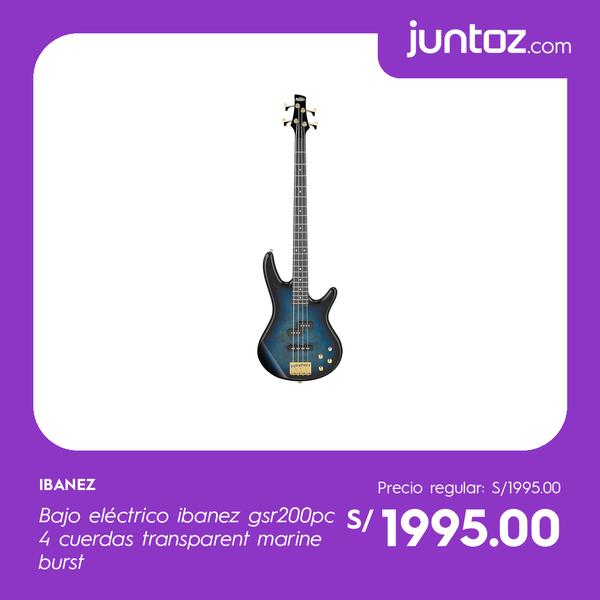 juntoz.com
IBANEZ
Bajo eléctrico ibanez gsr200pc
4 cuerdas transparent marine
burst
Precio regular: S/1995.00
S/ 1995.00